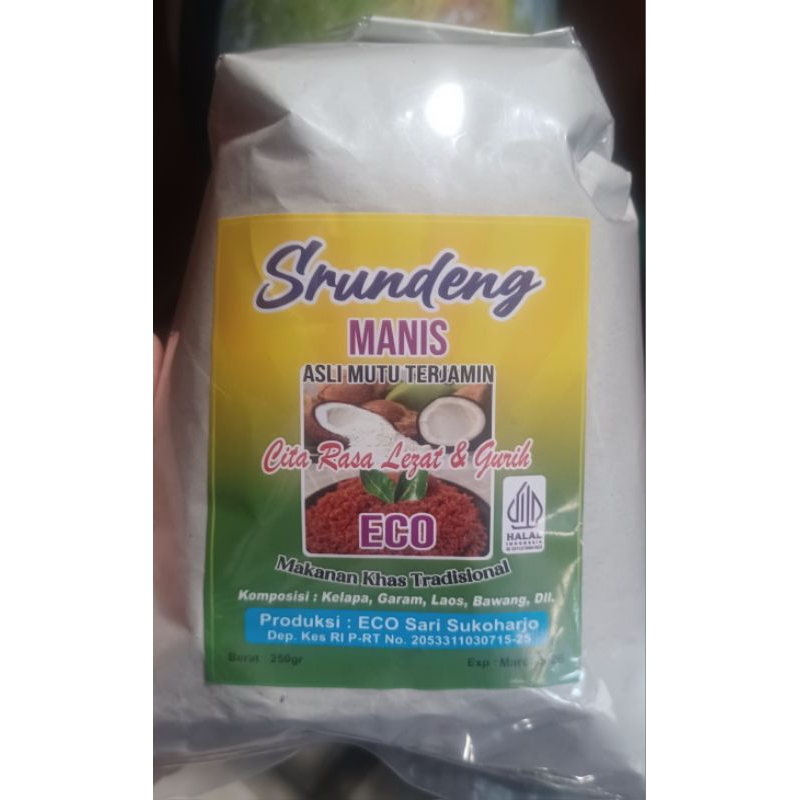 Srundeng
MANIS
ASLI MUTU TERJAMIN
Cita Rasa Lezat & Gurih
HALAL
INDONESIA
ECO
Makanan Khas Tradisional
Komposisi : Kelapa, Garam, Laos, Bawang, Dll.
Produksi : ECO Sari Sukoharjo
Dep. Kes RI P-RT No. 2053311030715-25
Berat : 250gr
Exp :